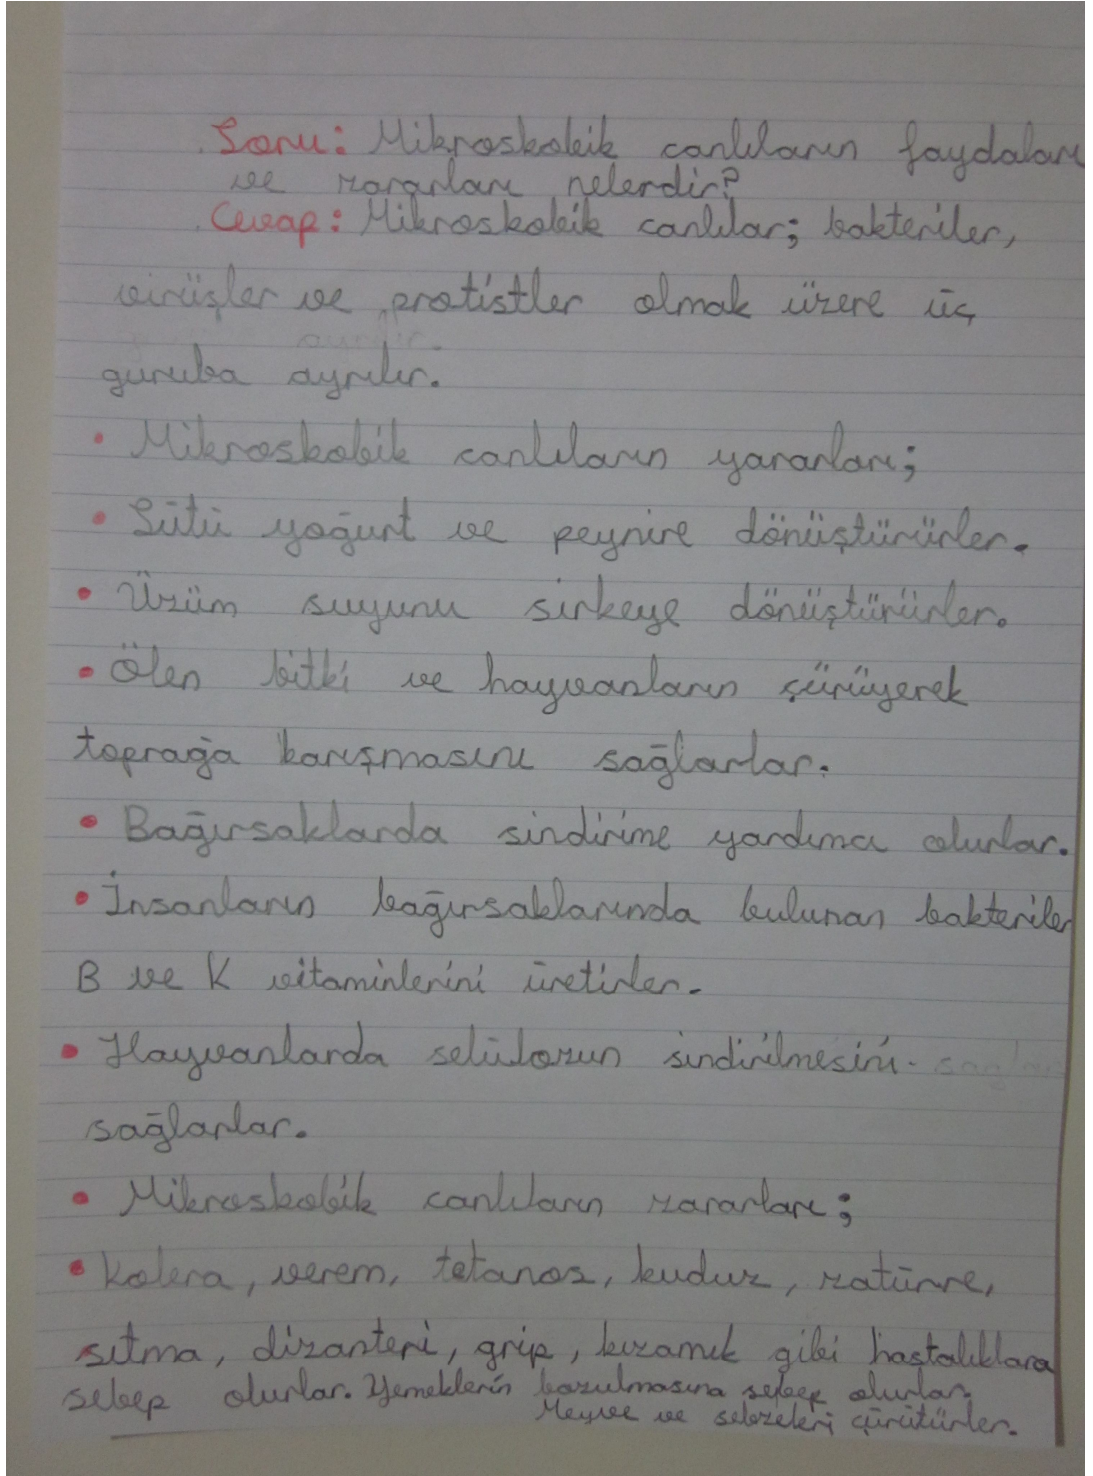 Soru: Mikroskobik canlıların faydaları
ve zararları nelerdir?
Cevap: Mikroskobik canlılar; bakteriler,
virüsler ve protistler olmak üzere üç
guruba ayrılır.
• Mikroskobik canlıların yararları;
• Sütü yoğurt ve peynire dönüştürürler.
• Üzüm suyunu sirkeye dönüştürürler.
• Ölen bitki ve hayvanların çürüyerek
toprağa karışmasını sağlarlar.
• Bağırsaklarda sindirime yardımcı olurlar.
• İnsanların bağırsaklarında bulunan bakteriler
B ve K vitaminlerini üretirler.
• Hayvanlarda selülozun sindirilmesini
sağlarlar.
• Mikroskobik canlıların zararları;
• Kolera, verem, tetanos, kuduz, zatürre,
sıtma, dizanteri, grip, kızamık gibi hastalıklara
sebep olurlar. Yemeklerin bozulmasına sebep olurlar.
Meyve ve sebzeleri çürütürler.